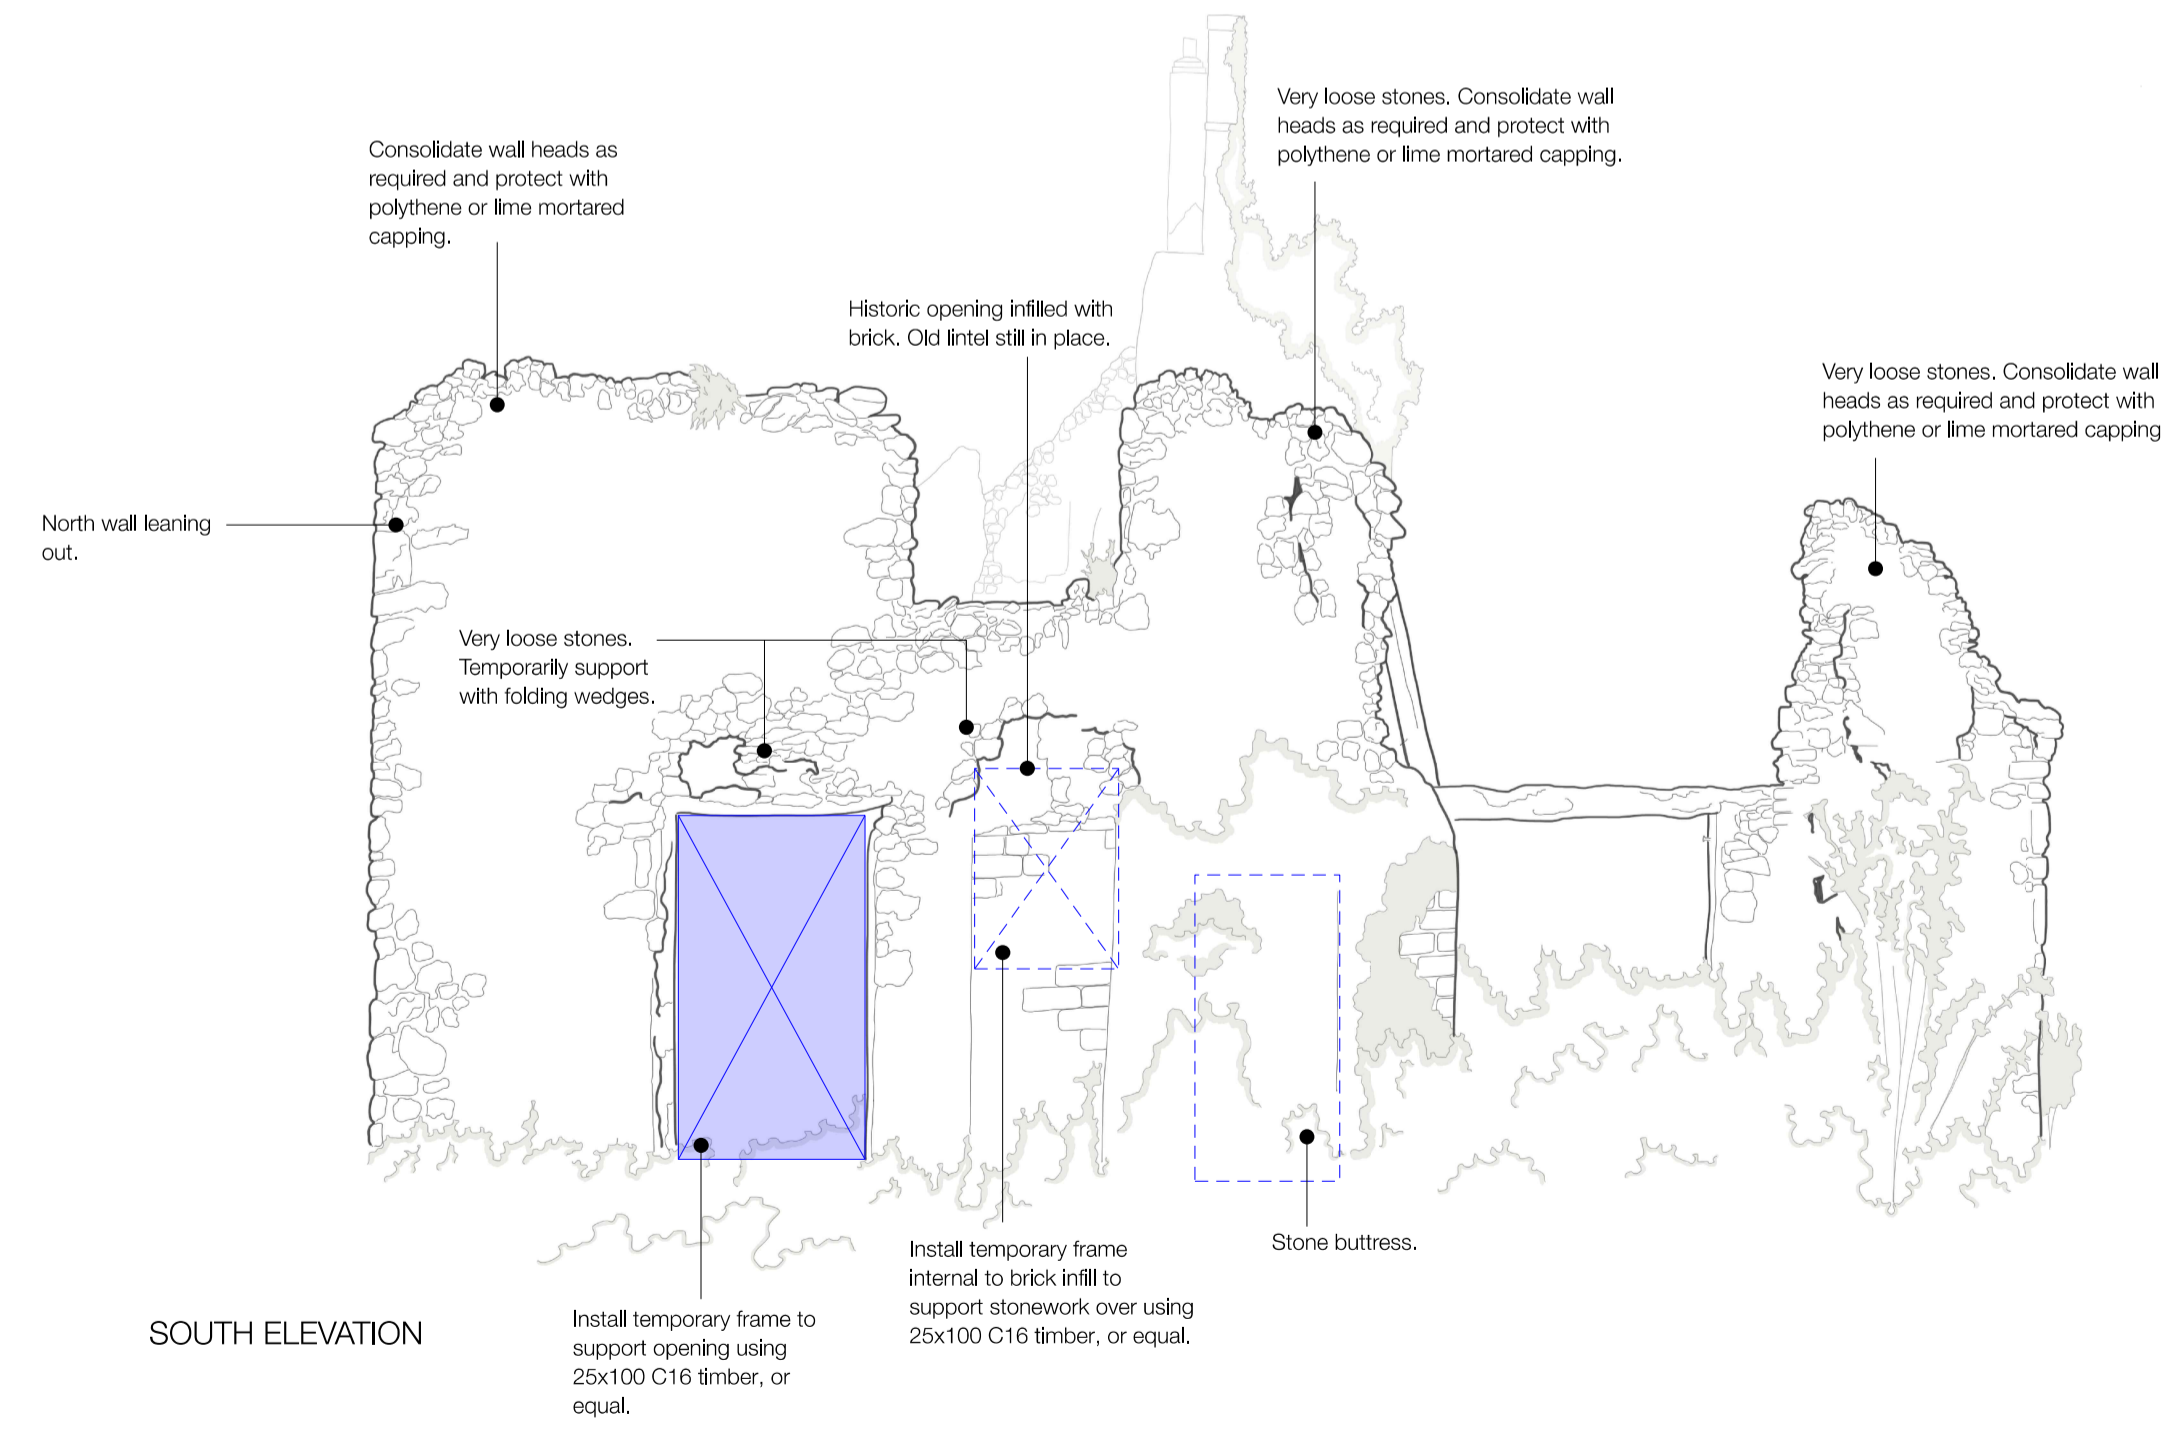 Very loose stones. Consolidate wall
heads as required and protect with
polythene or lime mortared capping.
Consolidate wall heads as
required and protect with
polythene or lime mortared
capping.
Historic opening infilled with
brick. Old lintel still in place.
Very loose stones. Consolidate wall
heads as required and protect with
polythene or lime mortared capping
North wall leaning
out.
Very loose stones.
Temporarily support
with folding wedges.
Install temporary frame
internal to brick infill to
support stonework over using
25x100 C16 timber, or equal.
Stone buttress.
Install temporary frame to
support opening using
25x100 C16 timber, or
equal.
SOUTH ELEVATION